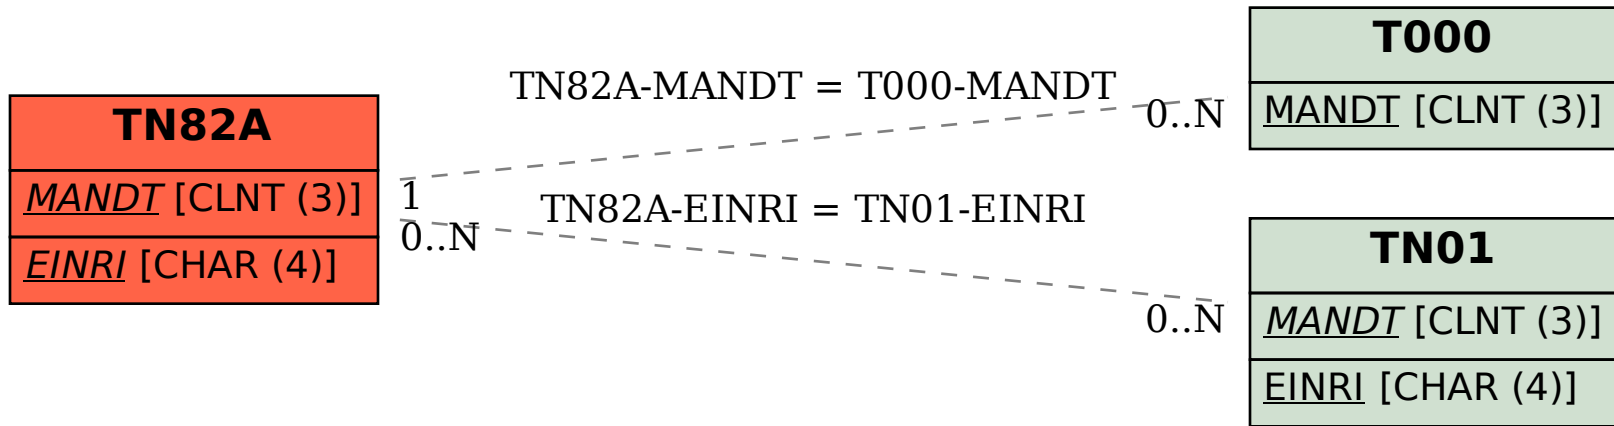 TN82A
MANDT [CLNT (3)]
EINRI [CHAR (4)]
TN82A-MANDT = T000-MANDT
1
0..N
TN82A-EINRI = TN01-EINRI
0..N
0..N
T000
MANDT [CLNT (3)]
TN01
MANDT [CLNT (3)]
EINRI [CHAR (4)]